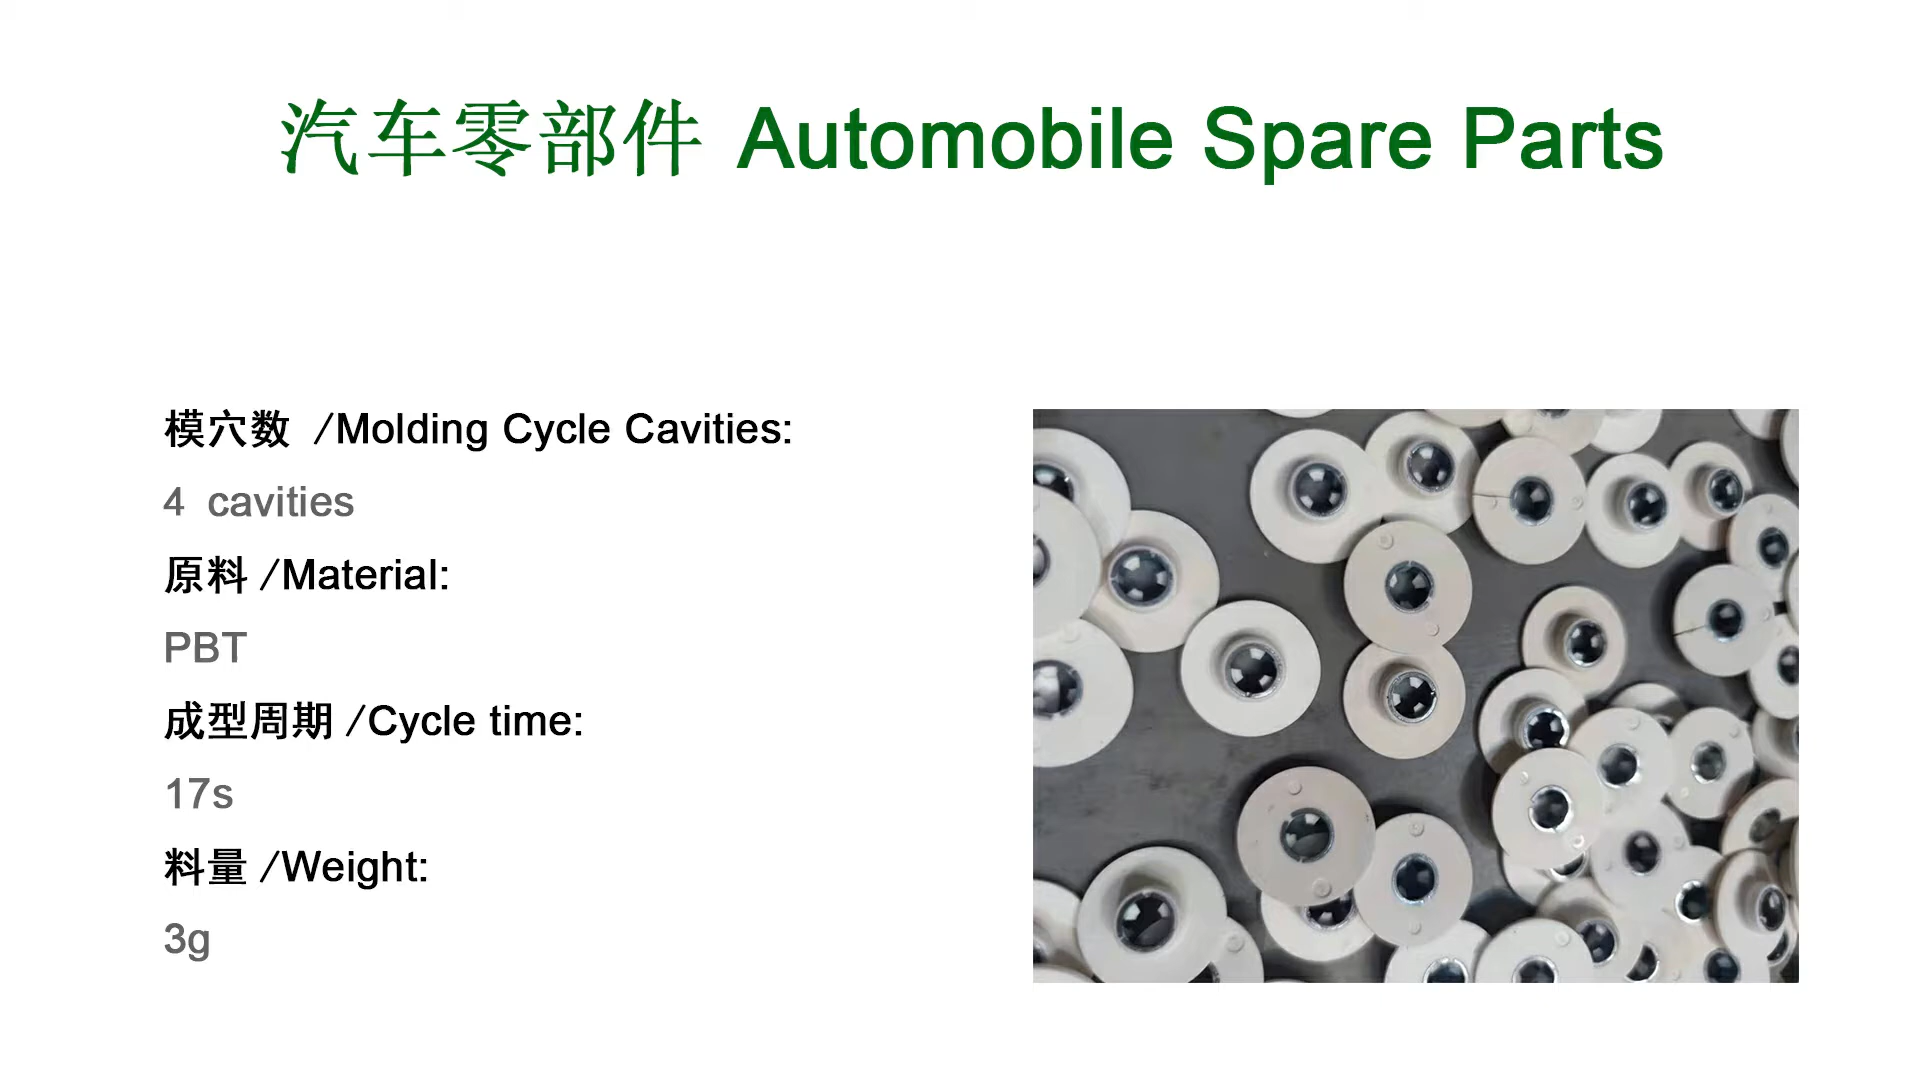 汽车零部件 Automobile Spare Parts
模穴数 /Molding Cycle Cavities:
4 cavities
原料 /Material:
PBT
成型周期 /Cycle time:
17s
料量 /Weight:
3g